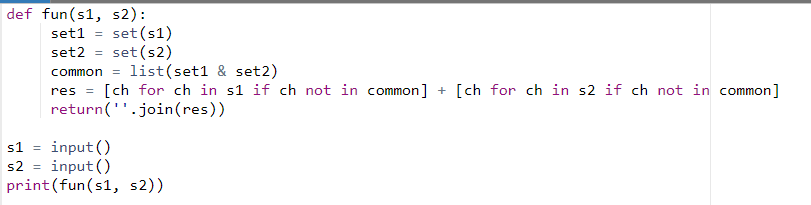 def fun(s1, s2):
     set1 = set(s1)
     set2 = set(s2)
     common = list(set1 & set2)
     res = [ch for ch in s1 if ch not in common] + [ch for ch in s2 if ch not in common]
     return(''.join(res))
s1 = input()
s2 = input()
print(fun(s1, s2))